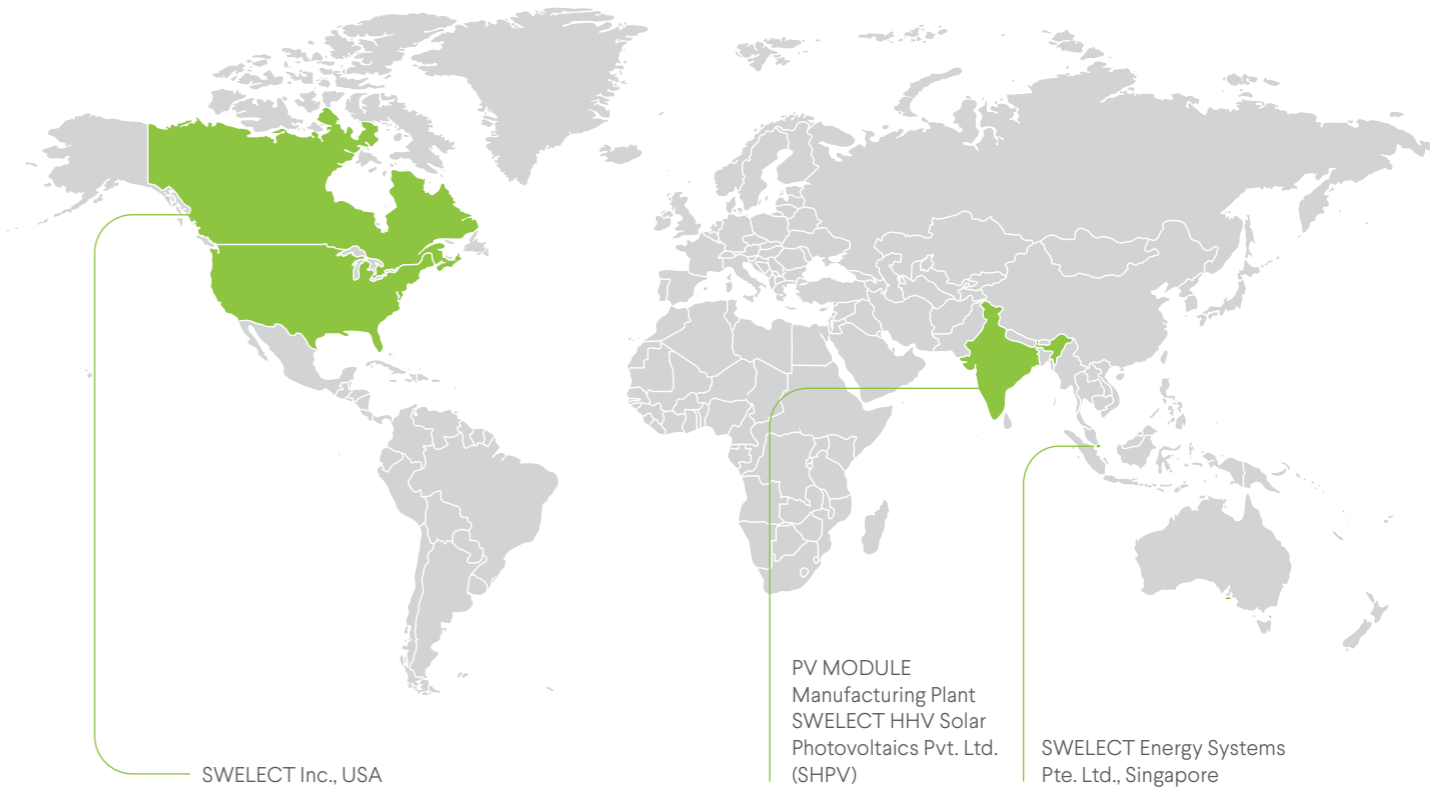 SWELECT Inc., USA
PV MODULE
Manufacturing Plant
SWELECT HHV Solar
Photovoltaics Pvt. Ltd.
(SHPV)
SWELECT Energy Systems
Pte. Ltd., Singapore